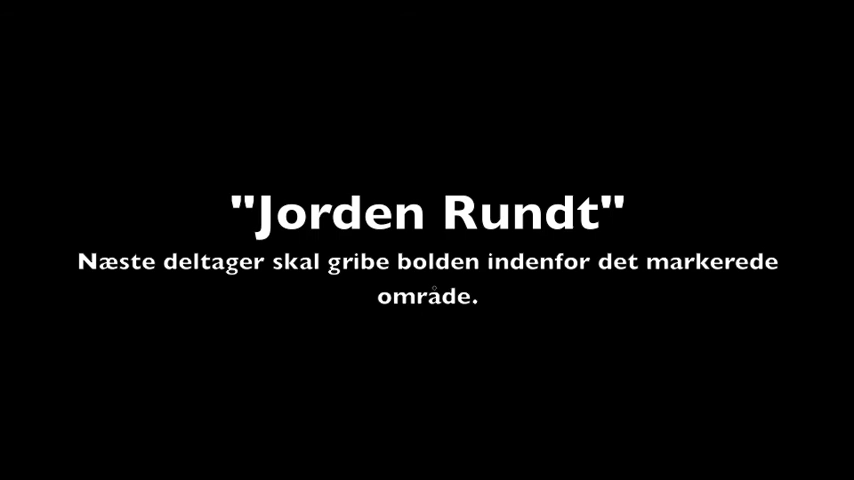 "Jorden Rundt"
Næste deltager skal gribe bolden indenfor det markerede
område.